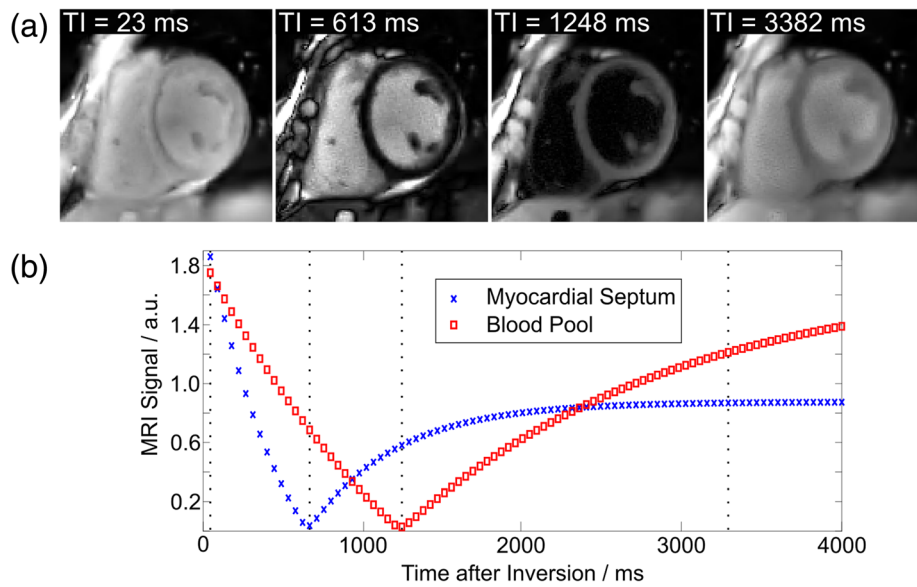 (a)
TI = 23 ms
TI = 613 ms
TI = 1248 ms
TI = 3382 ms
(b)
MRI Signal / a.u.
1.8
1.4
1.0
0.6
0.2
Myocardial Septum
Blood Pool
0
1000
2000
3000
4000
Time after Inversion / ms